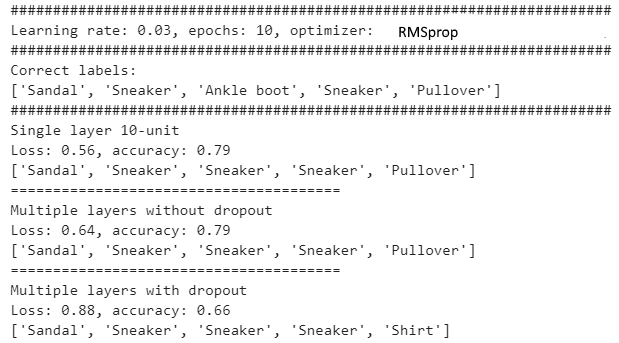 ######################################################################
Learning rate: 0.03, epochs: 10, optimizer: RMSprop
######################################################################
Correct labels:
['Sandal', 'Sneaker', 'Ankle boot', 'Sneaker', 'Pullover']
######################################################################
Single layer 10-unit
Loss: 0.56, accuracy: 0.79
['Sandal', 'Sneaker', 'Sneaker', 'Sneaker', 'Pullover']
=======================================
Multiple layers without dropout
Loss: 0.64, accuracy: 0.79
['Sandal', 'Sneaker', 'Sneaker', 'Sneaker', 'Pullover']
=======================================
Multiple layers with dropout
Loss: 0.88, accuracy: 0.66
['Sandal', 'Sneaker', 'Sneaker', 'Sneaker', 'Shirt']